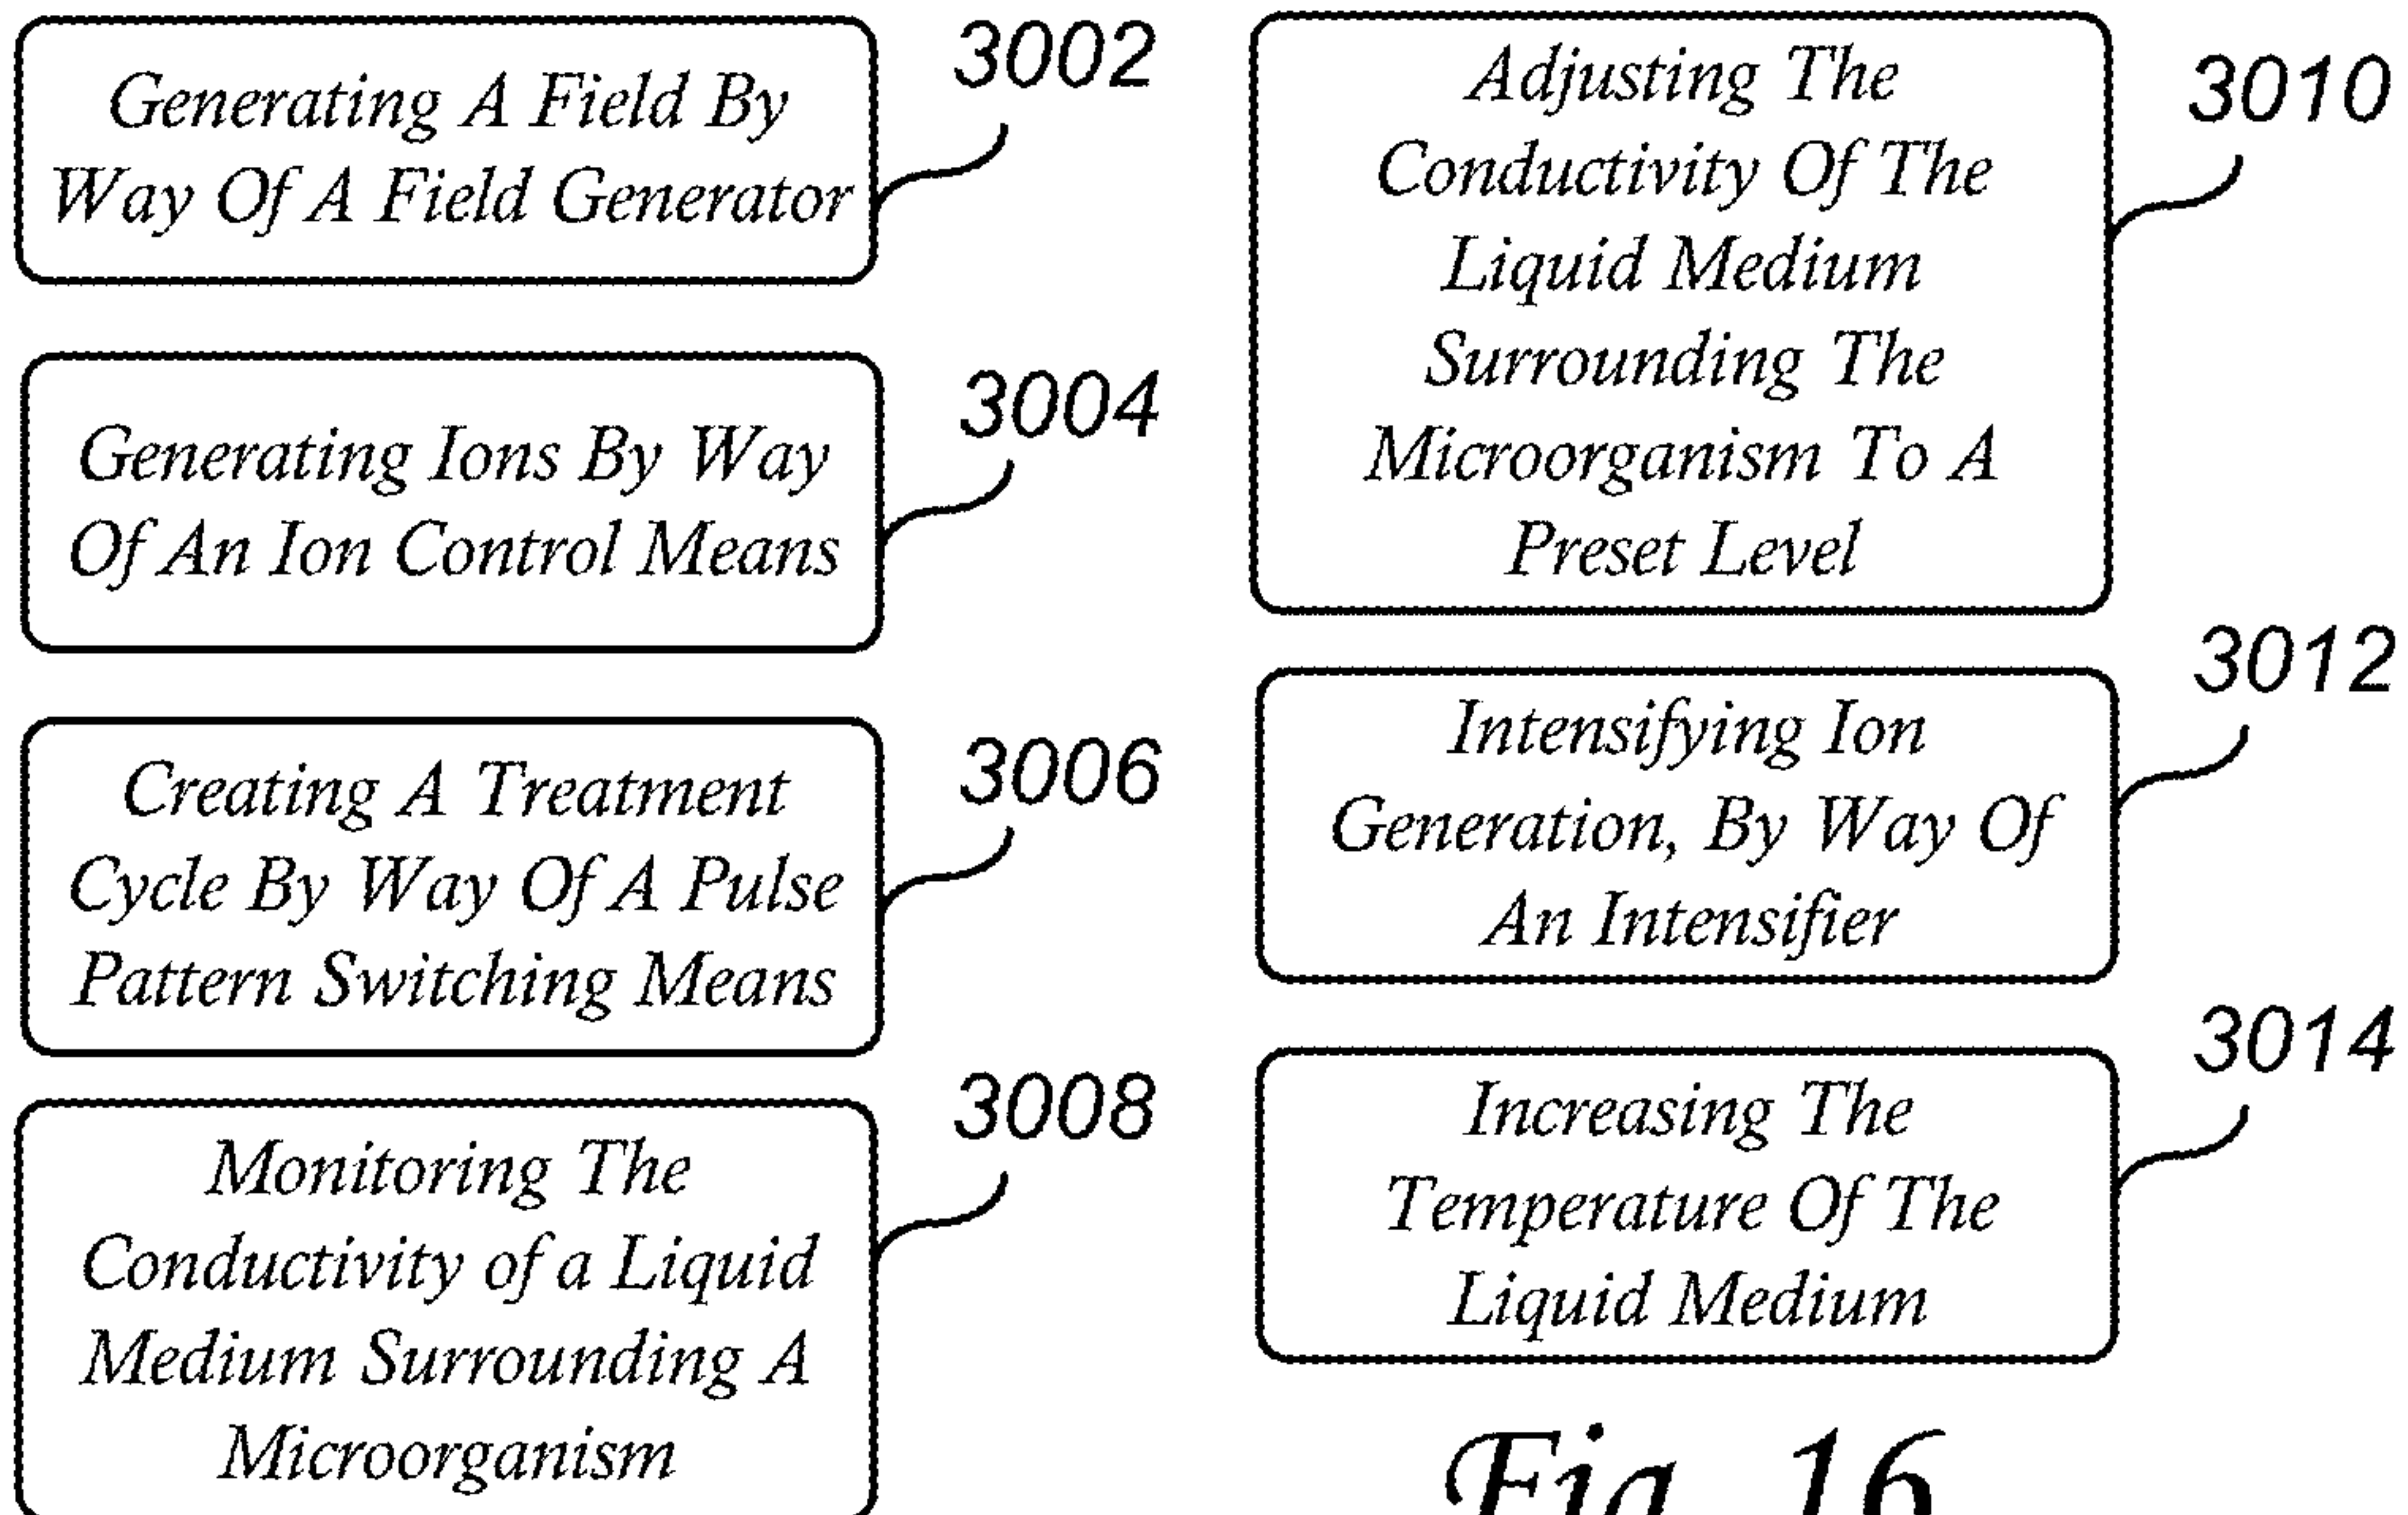 Generating A Field By
Way Of A Field Generator
3002
Generating Ions By Way
Of An Ion Control Means
3004
Creating A Treatment
Cycle By Way Of A Pulse
Pattern Switching Means
3006
Monitoring The
Conductivity of a Liquid
Medium Surrounding A
Microorganism
3008
Adjusting The
Conductivity Of The
Liquid Medium
Surrounding The
Microorganism To A
Preset Level
3010
Intensifying Ion
Generation, By Way Of
An Intensifier
3012
Increasing The
Temperature Of The
Liquid Medium
3014
Fig. 16